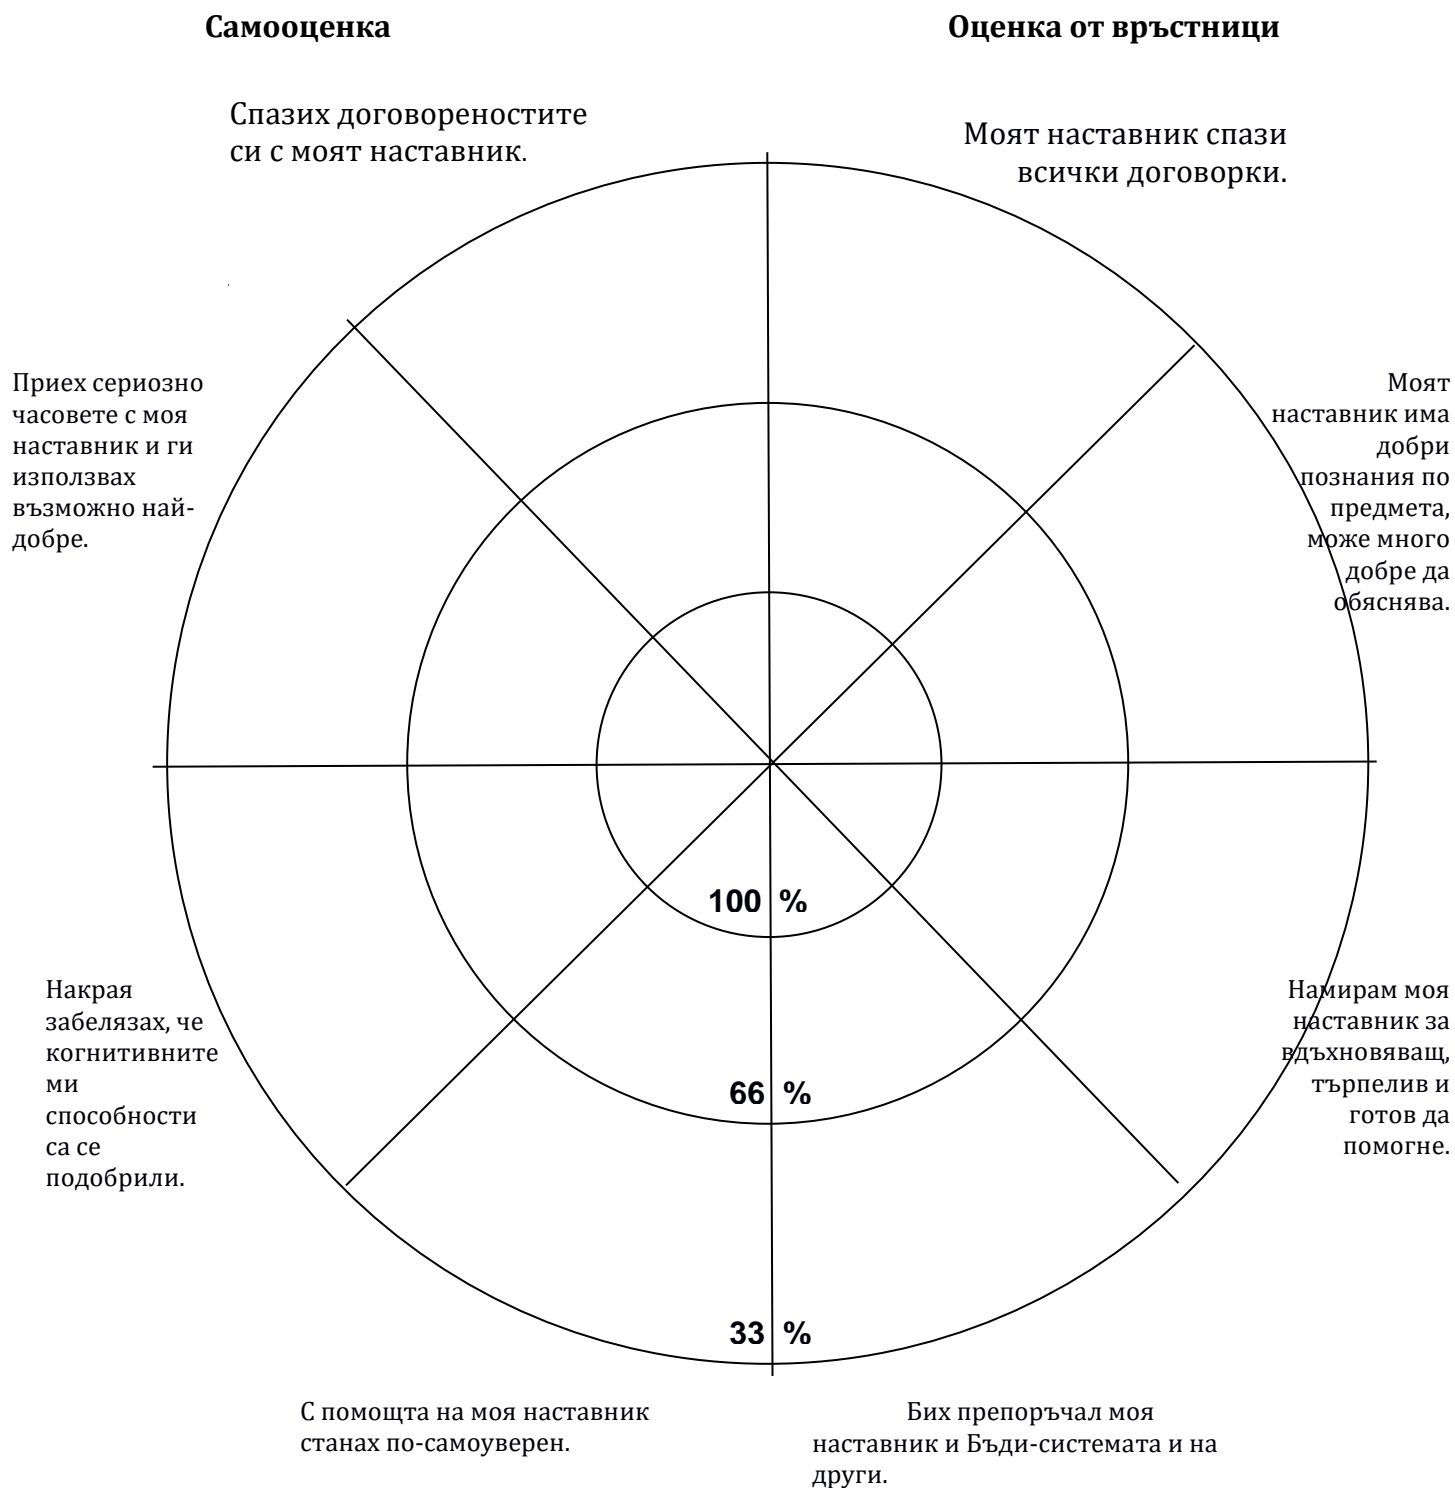 Самооценка
Оценка от връстници
Спазих договореностите
си с моят наставник.
Моят наставник спази
всички договорки.
Приех сериозно
часовете с моя
наставник и ги
използвах
възможно най-
добре.
Моят
наставник има
добри
познания по
предмета,
може много
добре да
обяснява.
100 %
Накрая
забелязах, че
когнитивните
ми
способности
са се
подобрили.
Намирам моя
наставник за
вдъхновяващ,
търпелив и
готов да
помогне.
66 %
33 %
С помощта на моя наставник
станах по-самоуверен.
Бих препоръчал моя
наставник и Бъди-системата и на
други.